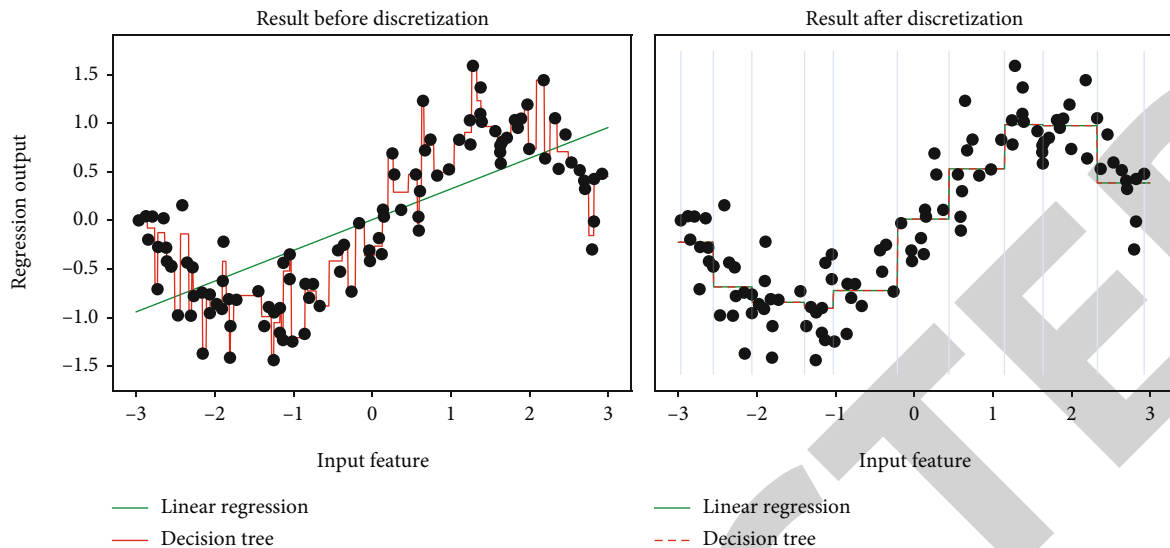 Result before discretization
Result after discretization
Regression output
1.5
1.0
0.5
0.0
–0.5
–1.0
–1.5
–3 –2 –1 0 1 2 3
–3 –2 –1 0 1 2 3
Input feature
Input feature
Linear regression
Decision tree
Linear regression
Decision tree